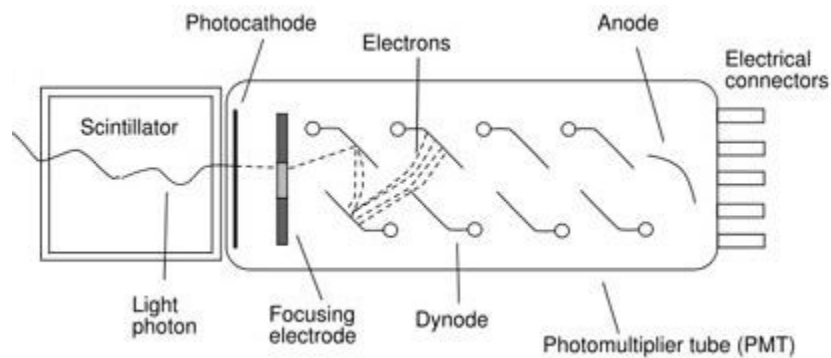 Photocathode
Electrons
Anode
Electrical
connectors
Scintillator
Light
photon
Focusing
electrode
Dynode
Photomultiplier tube (PMT)